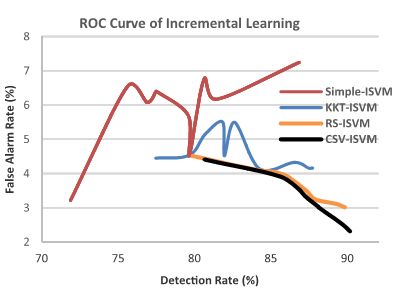 ROC Curve of Incremental Learning
False Alarm Rate (%)
8
7
6
5
4
3
2
70
75
80
85
90
Detection Rate (%)
Simple-ISVM
KKT-ISVM
RS-ISVM
CSV-ISVM